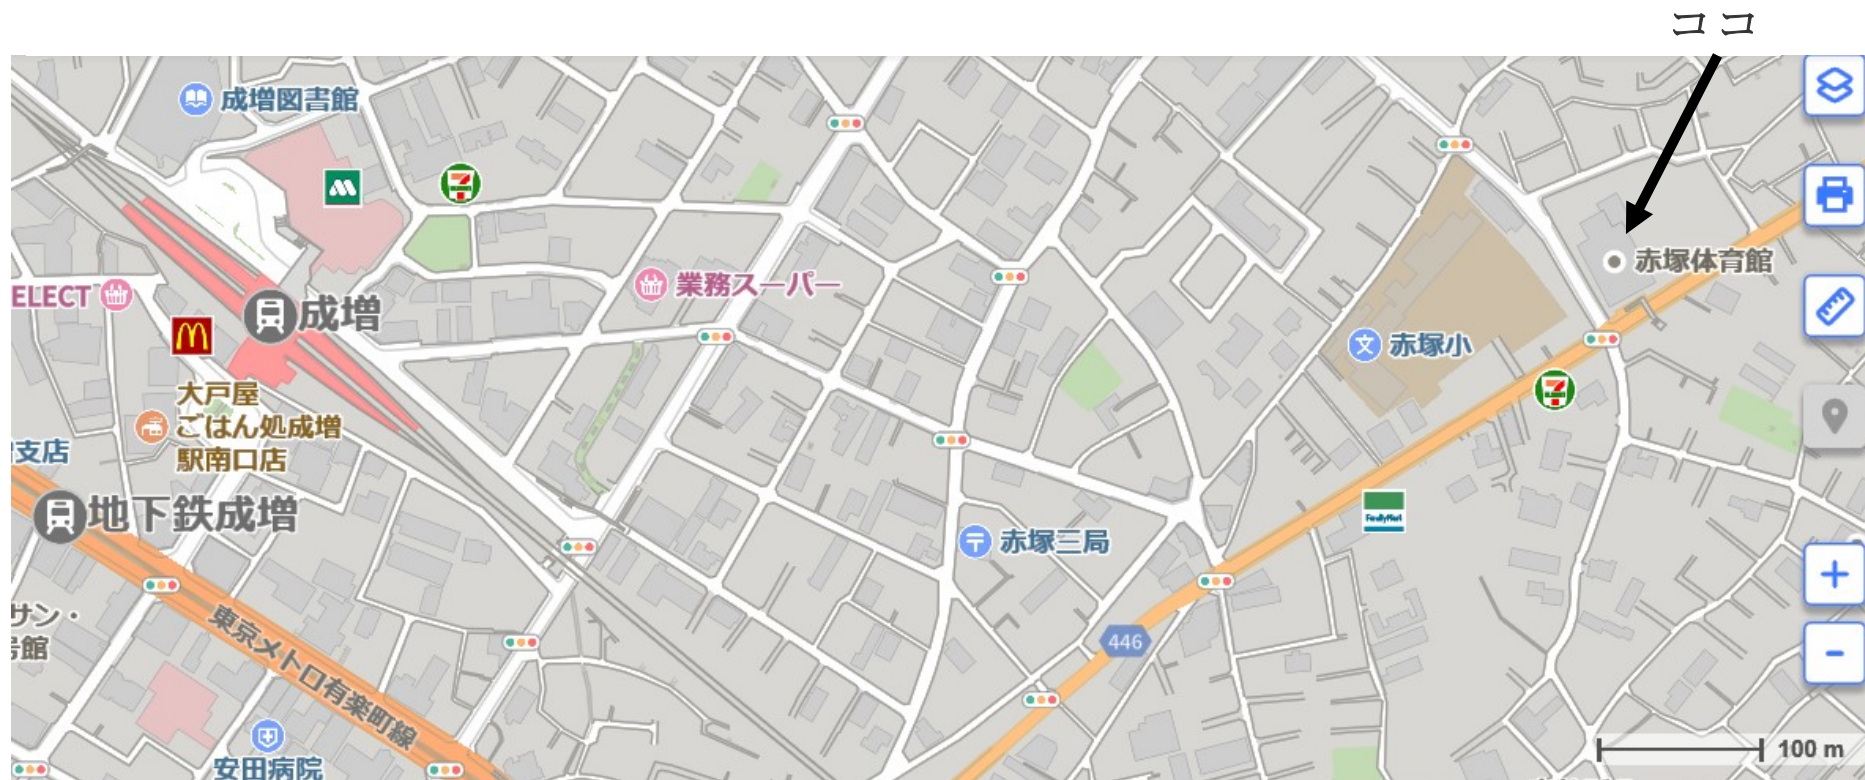 ココ
成増図書館
赤塚体育館
業務スーパー
ELECT
成増
赤塚小
大戸屋
ごはん処成増
駅南口店
支店
地下鉄成増
FamilyMart
赤塚三局
サン・
館
446
東京メトロ有楽町線
安田病院
100 m